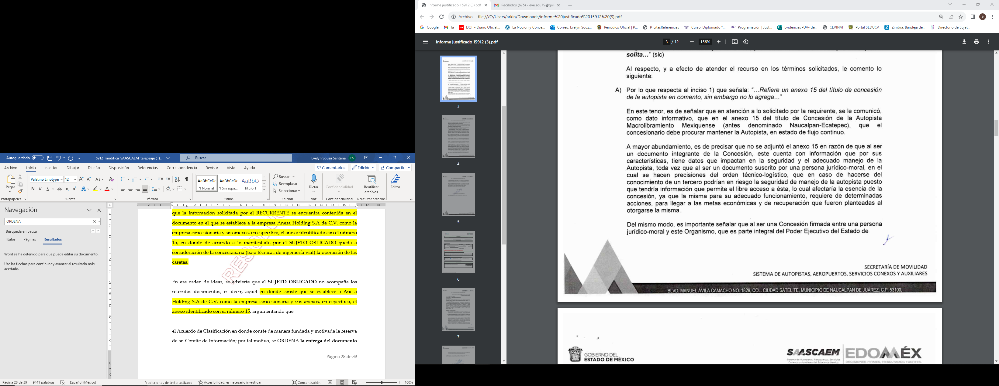 Autoguardado
15912_modifica_SAASCAEM_telepeaje (1)....
Buscar
Evelyn Souza Santana
ES
Archivo Inicio Insertar Dibujar Diseño Disposición Referencias Correspondencia Revisar Vista Ayuda
Comentarios Edición Compartir
Pegar
Palatino Linotype 12
N K S ab x₂ x²
AaBbCcDc AaBbCcDc AaBbCc
¶ Normal ¶ Sin espa... Título 1
Buscar
Reemplazar
Seleccionar
Dictar
Confidencialidad
Reutilizar archivos
Editor
Portapapeles Fuente Párrafo Estilos Edición Voz Confidencialidad Reutilizar archivos
Navegación
ORDENA
Búsqueda en pausa
Títulos Páginas Resultados
Word se ha detenido para que pueda editar su documento.
Use las flechas para continuar y avanzar al resultado más
acertado.
que la información solicitada por el RECURRENTE se encuentra contenida en el
documento en el que se establece a la empresa Anesa Holding S.A de C.V. como la
empresa concesionaria y sus anexos, en específico, el anexo identificado con el número
15, en donde de acuerdo a lo manifestado por el SUJETO OBLIGADO queda a
consideración de la concesionaria (bajo técnicas de ingeniería vial) la operación de las
casetas.
En ese orden de ideas, se advierte que el SUJETO OBLIGADO no acompaña los
referidos documentos, es decir, aquel en donde conste que se establece a Anesa
Holding S.A de C.V. como la empresa concesionaria y sus anexos, en específico, el
anexo identificado con el número 15, argumentando que
el Acuerdo de Clasificación en donde conste de manera fundada y motivada la reserva
de su Comité de Información; por tal motivo, se ORDENA la entrega del documento
Página 28 de 39
Página 28 de 39 9441 palabras Español (México) Predicciones de texto: activado Accesibilidad: es necesario investigar Concentración 100%
informe justificado 15912 (3).pdf
Recibidos (675) - eve.sou79@gm
Archivo file:///C:/Users/arkin/Downloads/informe%20justificado%2015912%20(3).pdf
e
Google fa DOF - Diario Oficial... La Nocion y Conce... Correo: Evelyn Souz... Periódico Oficial | P... P_citasReferencias Curso: Diplomado "... Programación | Just... Evidencias -UA- de... CEVINAI Portal SEDUCA Zimbra: Bandeja de... Directorio de Sujet...
informe justificado 15912 (3).pdf
3 / 12
156%
3
4
5
6
7
solita..." (sic)
Al respecto, y a efecto de atender el recurso en los términos solicitados, le comento lo
siguiente:
A) Por lo que respecta al inciso 1) que señala: "...Refiere un anexo 15 del título de concesión
de la autopista en comento, sin embargo no lo agrega..."
En este tenor, es de señalar que en atención a lo solicitado por la requirente, se le comunicó,
como dato informativo, que en el anexo 15 del título de Concesión de la Autopista
Macrolibramiento Mexiquense (antes denominado Naucalpan-Ecatepec), que el
concesionario debe procurar mantener la Autopista, en estado de flujo continuo.
A mayor abundamiento, es de precisar que no se adjuntó el anexo 15 en razón de que al ser
un documento integrante de la Concesión, este cuenta con información que por sus
características, tiene datos que impactan en la seguridad y el adecuado manejo de la
Autopista, toda vez que al ser un documento suscrito por una persona jurídico-moral, en el
cual se hacen precisiones del orden técnico-logístico, que en caso de hacerse del
conocimiento de un tercero podrían en riesgo la seguridad de manejo de la autopista puesto
que tendría información que permite el libre acceso a ésta, lo cual afectaría la esencia de la
concesión, ya que la misma para su adecuado funcionamiento, requiere de determinadas
acciones, para llegar a las metas económicas y de recuperación que fueron planteadas al
otorgarse la misma.
Del mismo modo, es importante señalar que al ser una Concesión firmada entre una persona
jurídico-moral y este Organismo, que es parte integral del Poder Ejecutivo del Estado de
SECRETARÍA DE MOVILIDAD
SISTEMA DE AUTOPISTAS, AEROPUERTOS, SERVICIOS CONEXOS Y AUXILIARES
BLVD. MANUEL ÁVILA CAMACHO NO. 1829, COL. CIUDAD SATÉLITE, MUNICIPIO DE NAUCALPAN DE JUÁREZ, C.P. 53100,
GOBIERNO DEL
ESTADO DE MÉXICO
SAASCAEM
Sistema de Autopistas, Aeropuertos, Servicios
Conexos y Auxiliares del Estado de México
EDOMÉX
DECISIONES FIRMES, RESULTADOS FUERTES.